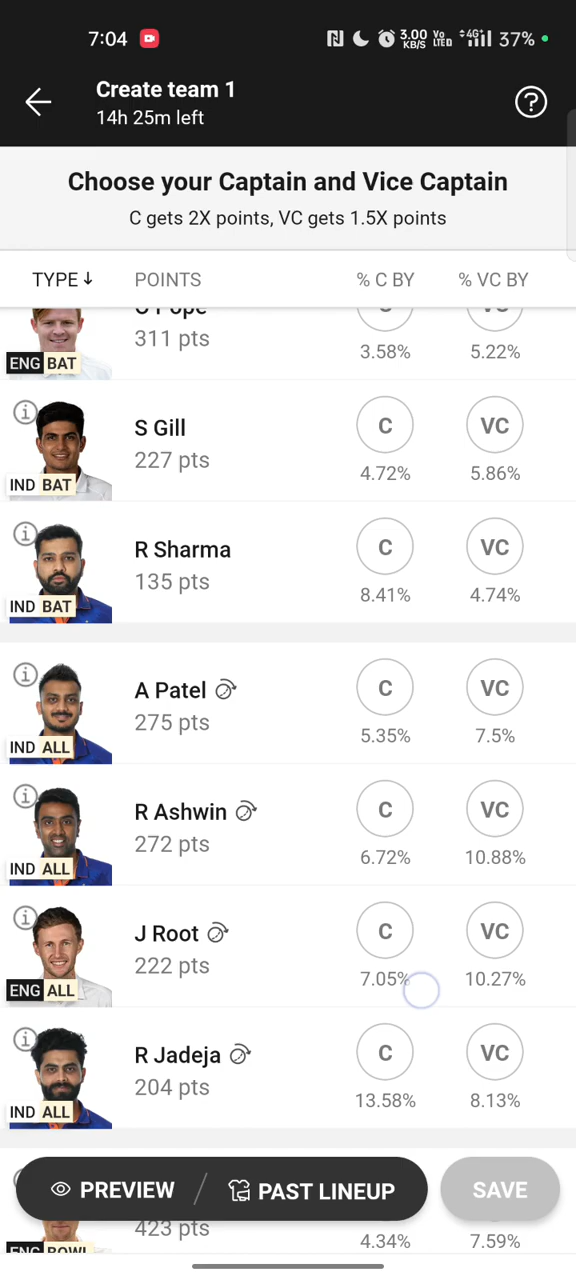 7:04 3.00 KB/S Vo LTE D 4G+ 37%
Create team 1
14h 25m left
?
Choose your Captain and Vice Captain
C gets 2X points, VC gets 1.5X points
TYPE↓ POINTS % C BY % VC BY
311 pts 3.58% 5.22%
ENG BAT
S Gill C VC
227 pts 4.72% 5.86%
IND BAT
R Sharma C VC
135 pts 8.41% 4.74%
IND BAT
A Patel C VC
275 pts 5.35% 7.5%
IND ALL
R Ashwin C VC
272 pts 6.72% 10.88%
IND ALL
J Root C VC
222 pts 7.05% 10.27%
ENG ALL
R Jadeja C VC
204 pts 13.58% 8.13%
IND ALL
PREVIEW / PAST LINEUP SAVE
423 pts 4.34% 7.59%
ENG BOWL